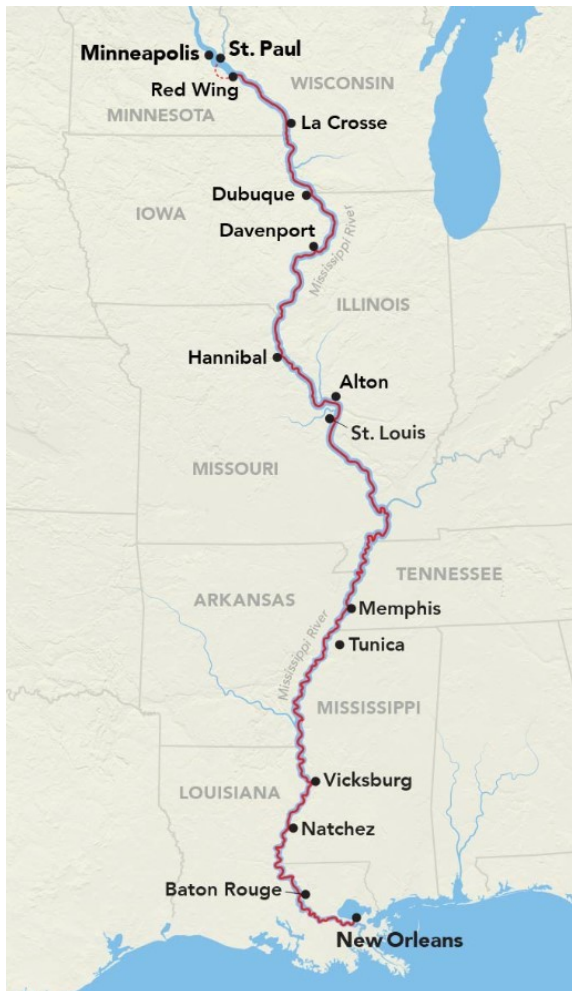 Minneapolis
St. Paul
Red Wing
WISCONSIN
MINNESOTA
La Crosse
Dubuque
IOWA
Davenport
Mississippi River
ILLINOIS
Hannibal
Alton
St. Louis
MISSOURI
TENNESSEE
ARKANSAS
Memphis
Mississippi River
Tunica
MISSISSIPPI
Vicksburg
LOUISIANA
Natchez
Baton Rouge
New Orleans